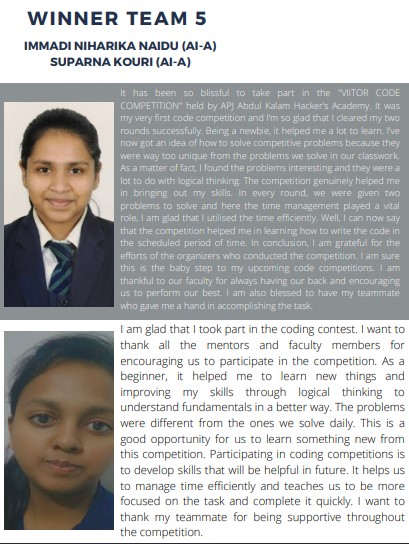 WINNER TEAM 5
IMMADI NIHARIKA NAIDU (AI-A)
SUPARNA KOURI (AI-A)
It has been so blissful to take part in the "VIITOR CODE
COMPETITION" held by APJ Abdul Kalam Hacker's Academy. It was
my very first code competition and I'm so glad that I cleared my two
rounds successfully. Being a newbie, it helped me a lot to learn. I've
now got an idea of how to solve competitive problems because they
were way too unique from the problems we solve in our classwork.
As a matter of fact, I found the problems interesting and they were a
lot to do with logical thinking. The competition genuinely helped me
in bringing out my skills. In every round, we were given two
problems to solve and here the time management played a vital
role, I am glad that I utilised the time efficiently. Well, I can now say
that the competition helped me in learning how to write the code in
the scheduled period of time. In conclusion, I am grateful for the
efforts of the organizers who conducted the competition. I am sure
this is the baby step to my upcoming code competitions. I am
thankful to our faculty for always having our back and encouraging
us to perform our best. I am also blessed to have my teammate
who gave me a hand in accomplishing the task.
I am glad that I took part in the coding contest. I want to
thank all the mentors and faculty members for
encouraging us to participate in the competition. As a
beginner, it helped me to learn new things and
improving my skills through logical thinking to
understand fundamentals in a better way. The problems
were different from the ones we solve daily. This is a
good opportunity for us to learn something new from
this competition. Participating in coding competitions is
to develop skills that will be helpful in future. It helps us
to manage time efficiently and teaches us to be more
focused on the task and complete it quickly. I want to
thank my teammate for being supportive throughout
the competition.